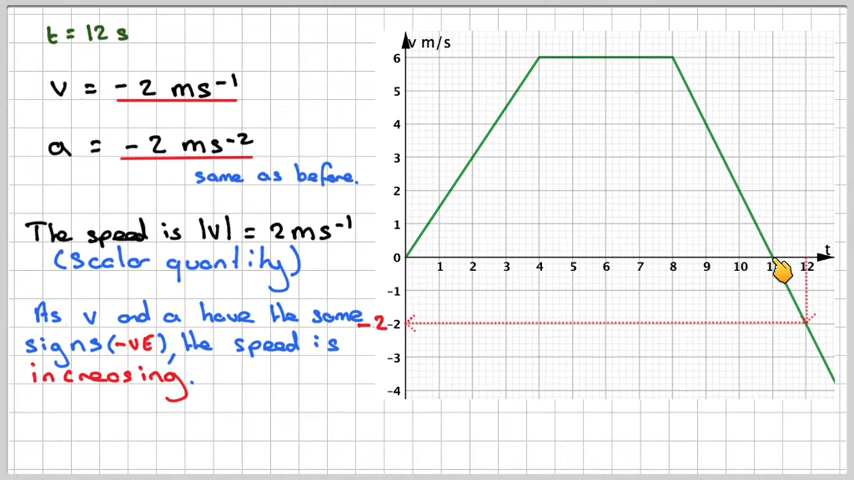 t = 12 s
v = - 2 ms⁻¹
a = - 2 ms⁻²
same as before.
The speed is |v| = 2ms⁻¹
(scalar quantity)
As v and a have the same
signs(-VE), the speed is
increasing.
v m/s
6
5
4
3
2
1
0
-1
-2
-2
-3
-4
1 2 3 4 5 6 7 8 9 10 11 12
t